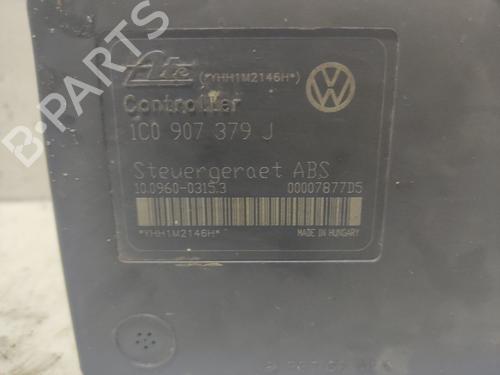 Ate (*YHH1M2146H*)
Controller
1C0 907 379 J
Steuergeraet ABS
10.0960-0315.3 00007877D5
*YHH1M2146H* MADE IN HUNGARY
B-PARTS